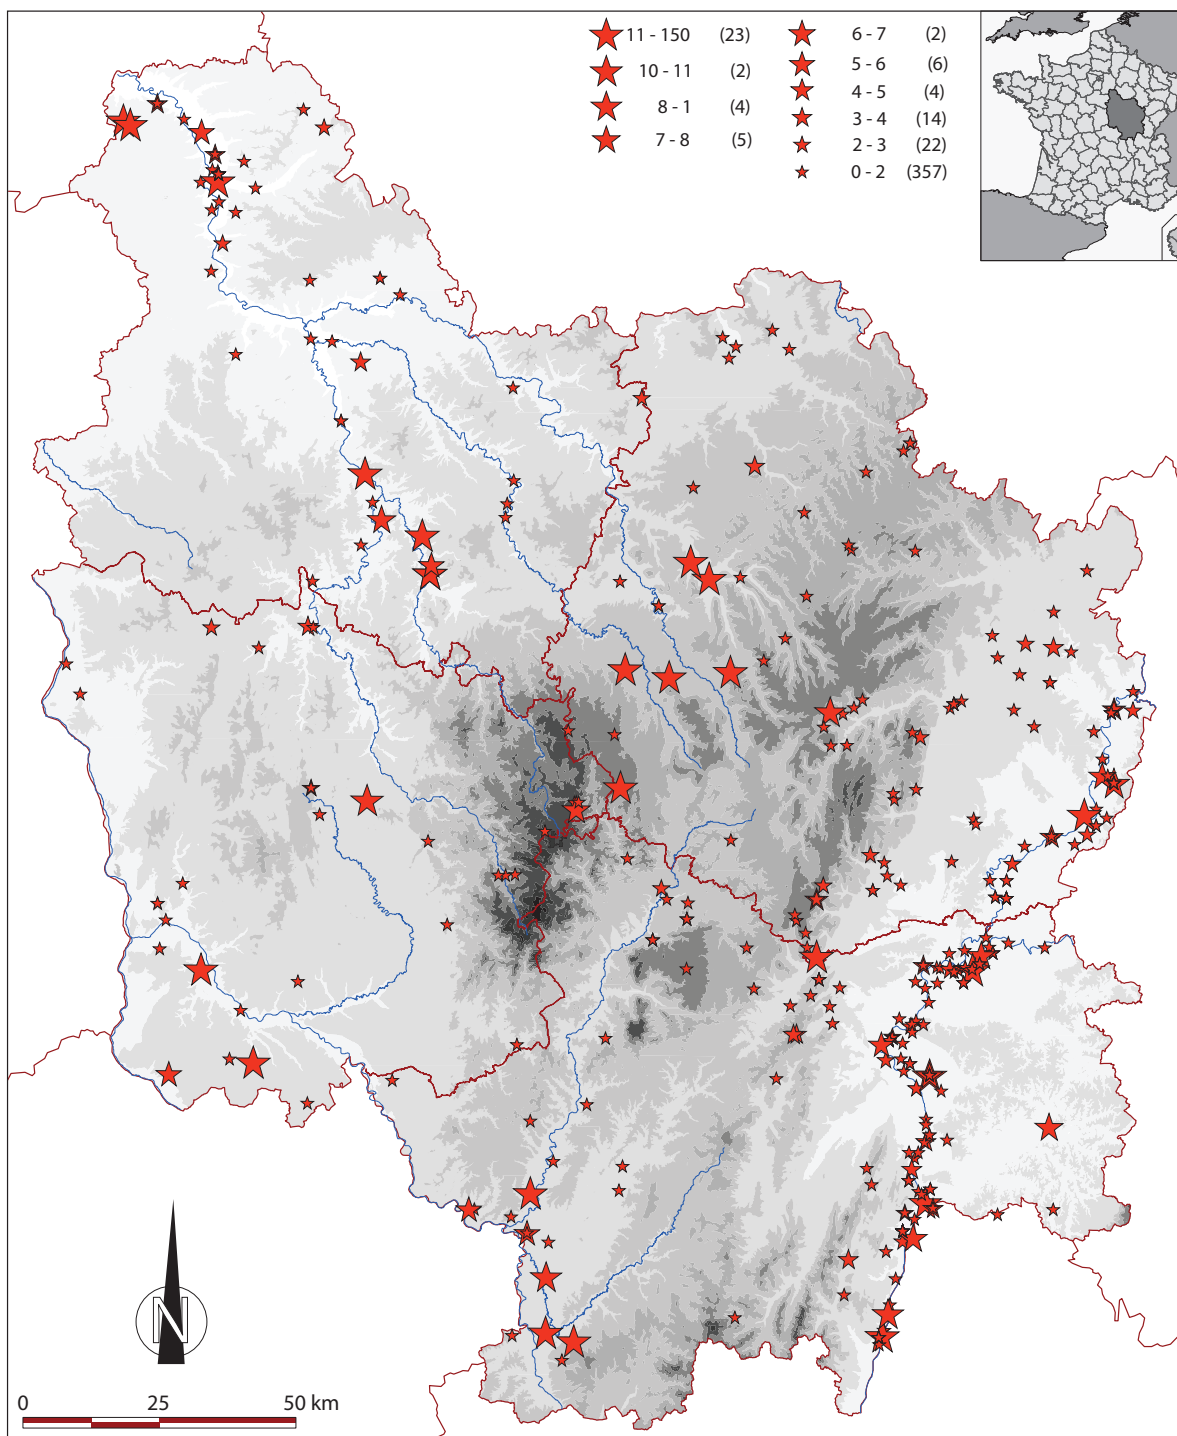 11 - 150 (23)
10 - 11 (2)
8 - 1 (4)
7 - 8 (5)
6 - 7 (2)
5 - 6 (6)
4 - 5 (4)
3 - 4 (14)
2 - 3 (22)
0 - 2 (357)
N
0 25 50 km